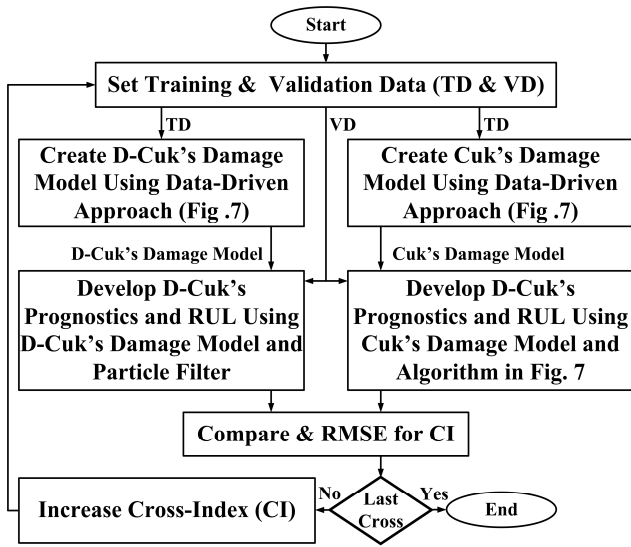 Start
Set Training & Validation Data (TD & VD)
TD
VD
TD
Create D-Cuk's Damage
Model Using Data-Driven
Approach (Fig .7)
Create Cuk's Damage
Model Using Data-Driven
Approach (Fig .7)
D-Cuk's Damage Model
Cuk's Damage Model
Develop D-Cuk's
Prognostics and RUL Using
D-Cuk's Damage Model and
Particle Filter
Develop D-Cuk's
Prognostics and RUL Using
Cuk's Damage Model and
Algorithm in Fig. 7
Compare & RMSE for CI
Increase Cross-Index (CI)
No
Last
Cross
Yes
End